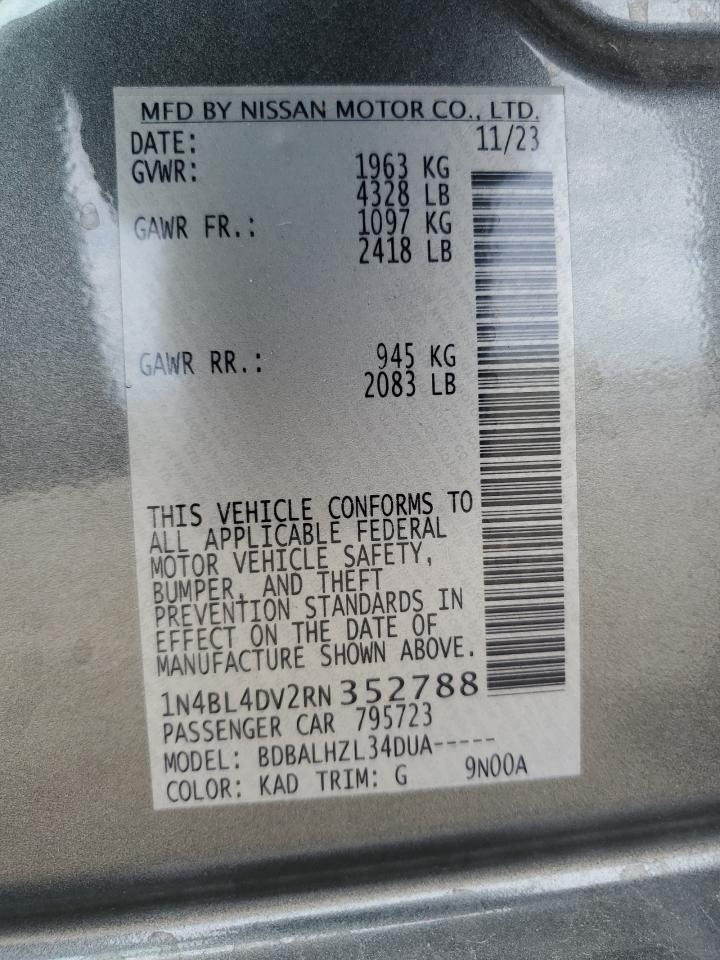 MFD BY NISSAN MOTOR CO., LTD.
DATE: 11/23
GVWR: 1963 KG
4328 LB
GAWR FR.: 1097 KG
2418 LB
GAWR RR.: 945 KG
2083 LB
THIS VEHICLE CONFORMS TO
ALL APPLICABLE FEDERAL
MOTOR VEHICLE SAFETY,
BUMPER, AND THEFT
PREVENTION STANDARDS IN
EFFECT ON THE DATE OF
MANUFACTURE SHOWN ABOVE.
1N4BL4DV2RN352788
PASSENGER CAR 795723
MODEL: BDBALHZL34DUA-----
COLOR: KAD TRIM: G 9N00A